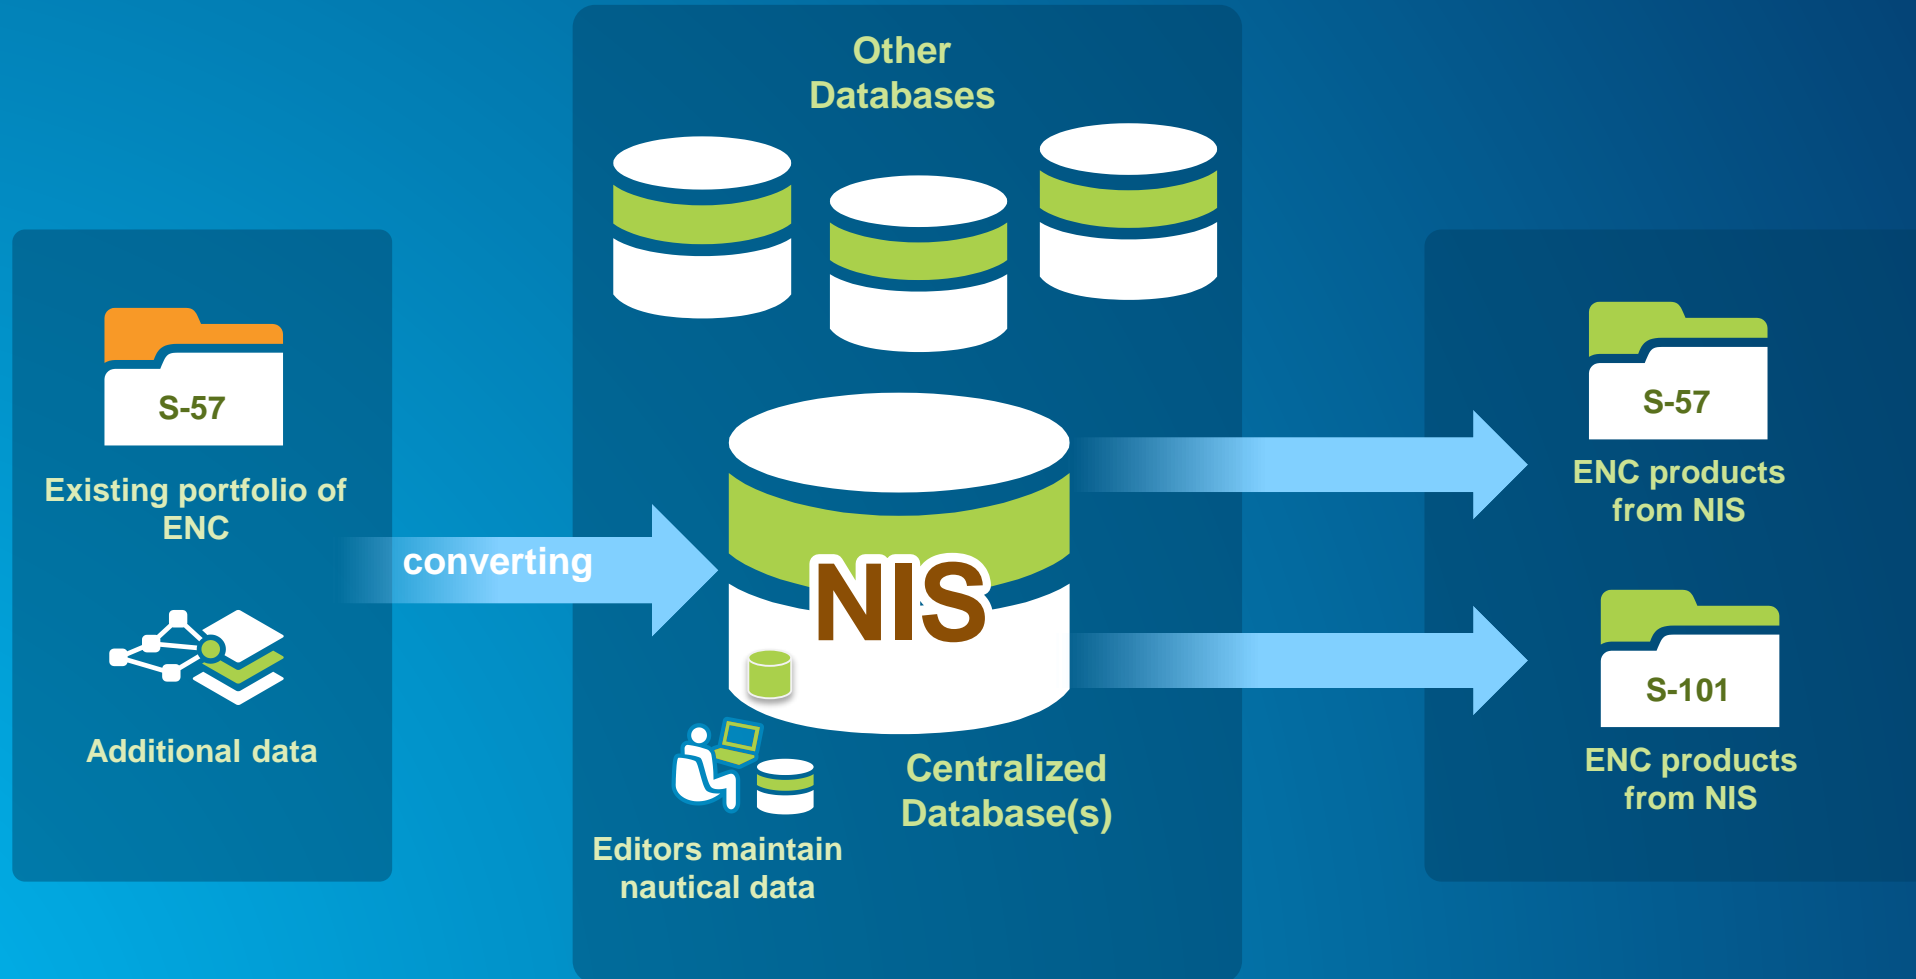 Other
Databases
S-57
Existing portfolio of
ENC
Additional data
converting
NIS
Centralized
Database(s)
Editors maintain
nautical data
S-57
ENC products
from NIS
S-101
ENC products
from NIS